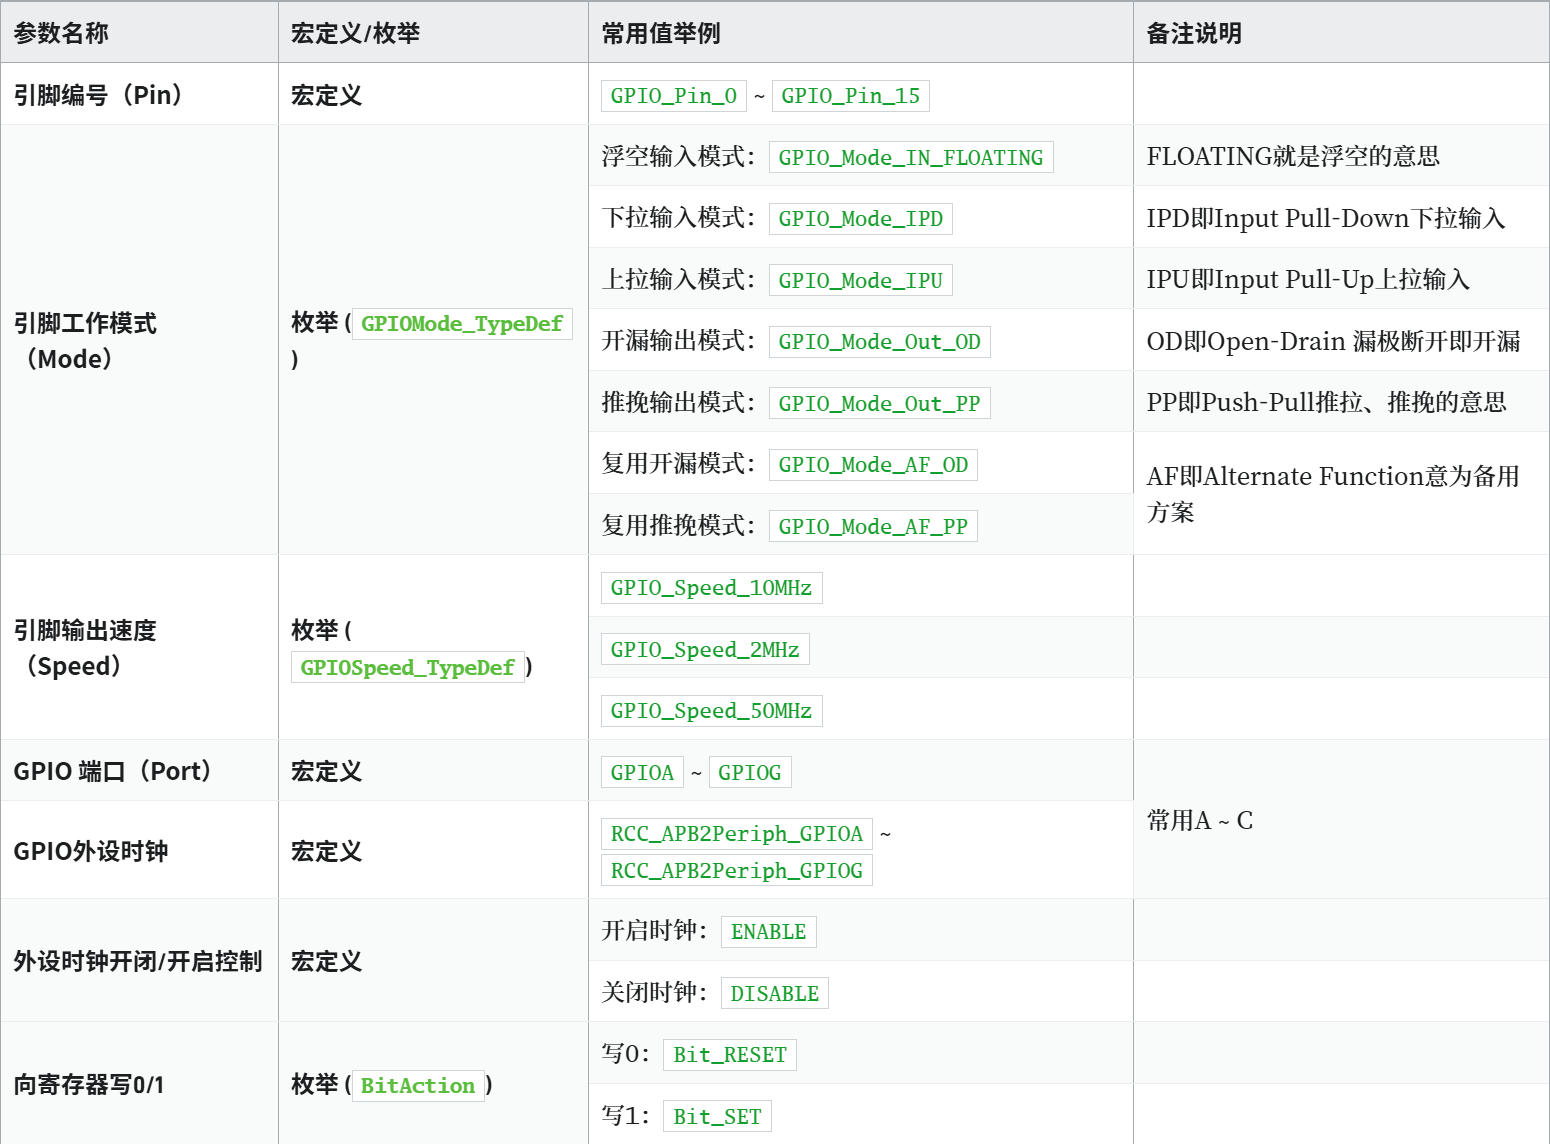 参数名称 宏定义/枚举 常用值举例 备注说明
引脚编号（Pin） 宏定义 GPIO_Pin_0 ~ GPIO_Pin_15
引脚工作模式
（Mode）
枚举 (GPIOMode_TypeDef
)
浮空输入模式： GPIO_Mode_IN_FLOATING FLOATING就是浮空的意思
下拉输入模式： GPIO_Mode_IPD IPD即Input Pull-Down下拉输入
上拉输入模式： GPIO_Mode_IPU IPU即Input Pull-Up上拉输入
开漏输出模式： GPIO_Mode_Out_OD OD即Open-Drain 漏极断开即开漏
推挽输出模式： GPIO_Mode_Out_PP PP即Push-Pull推拉、推挽的意思
复用开漏模式： GPIO_Mode_AF_OD
复用推挽模式： GPIO_Mode_AF_PP
AF即Alternate Function意为备用
方案
引脚输出速度
（Speed）
枚举 (
GPIOSpeed_TypeDef)
GPIO_Speed_10MHz
GPIO_Speed_2MHz
GPIO_Speed_50MHz
GPIO 端口（Port） 宏定义 GPIOA ~ GPIOG
常用A ~ C
GPIO外设时钟 宏定义
RCC_APB2Periph_GPIOA ~
RCC_APB2Periph_GPIOG
外设时钟开闭/开启控制 宏定义
开启时钟： ENABLE
关闭时钟： DISABLE
向寄存器写0/1 枚举 (BitAction)
写0： Bit_RESET
写1： Bit_SET